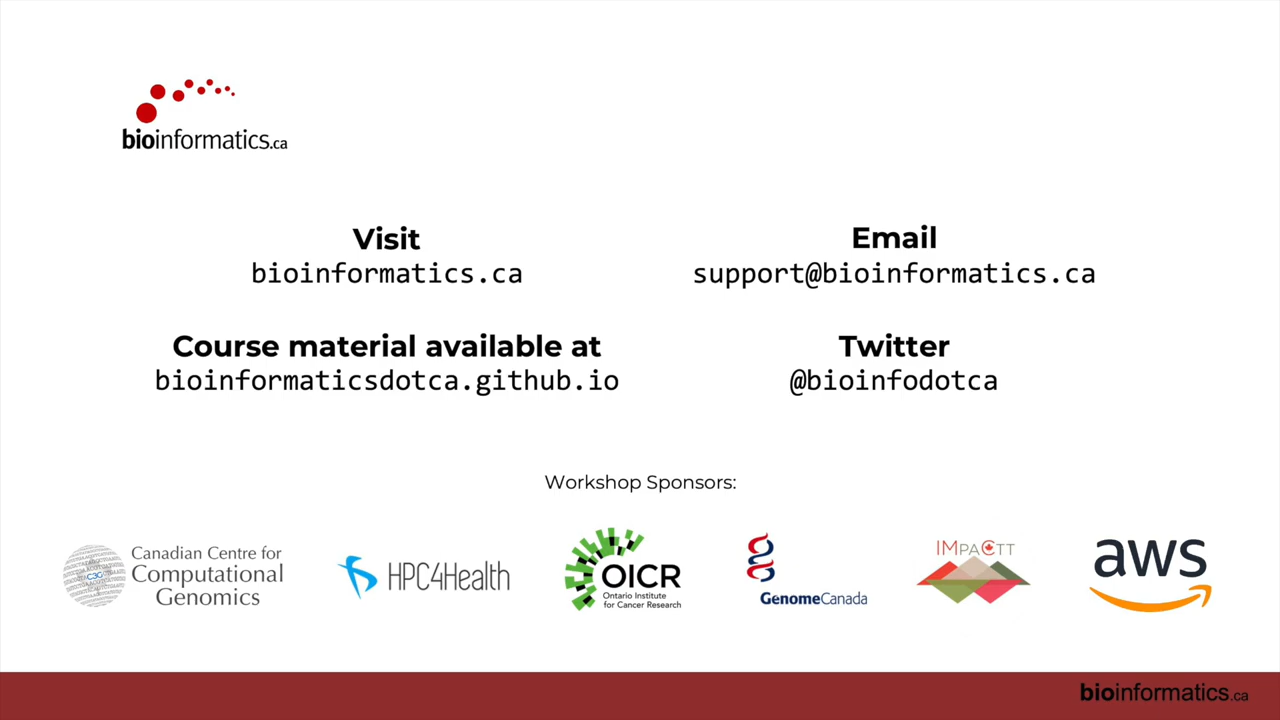 bioinformatics.ca
Visit
bioinformatics.ca
Email
support@bioinformatics.ca
Course material available at
bioinformaticsdotca.github.io
Twitter
@bioinfodotca
Workshop Sponsors:
C3G
Canadian Centre for
Computational
Genomics
HPC4Health
OICR
Ontario Institute
for Cancer Research
GenomeCanada
IMPACTT
aws
bioinformatics.ca